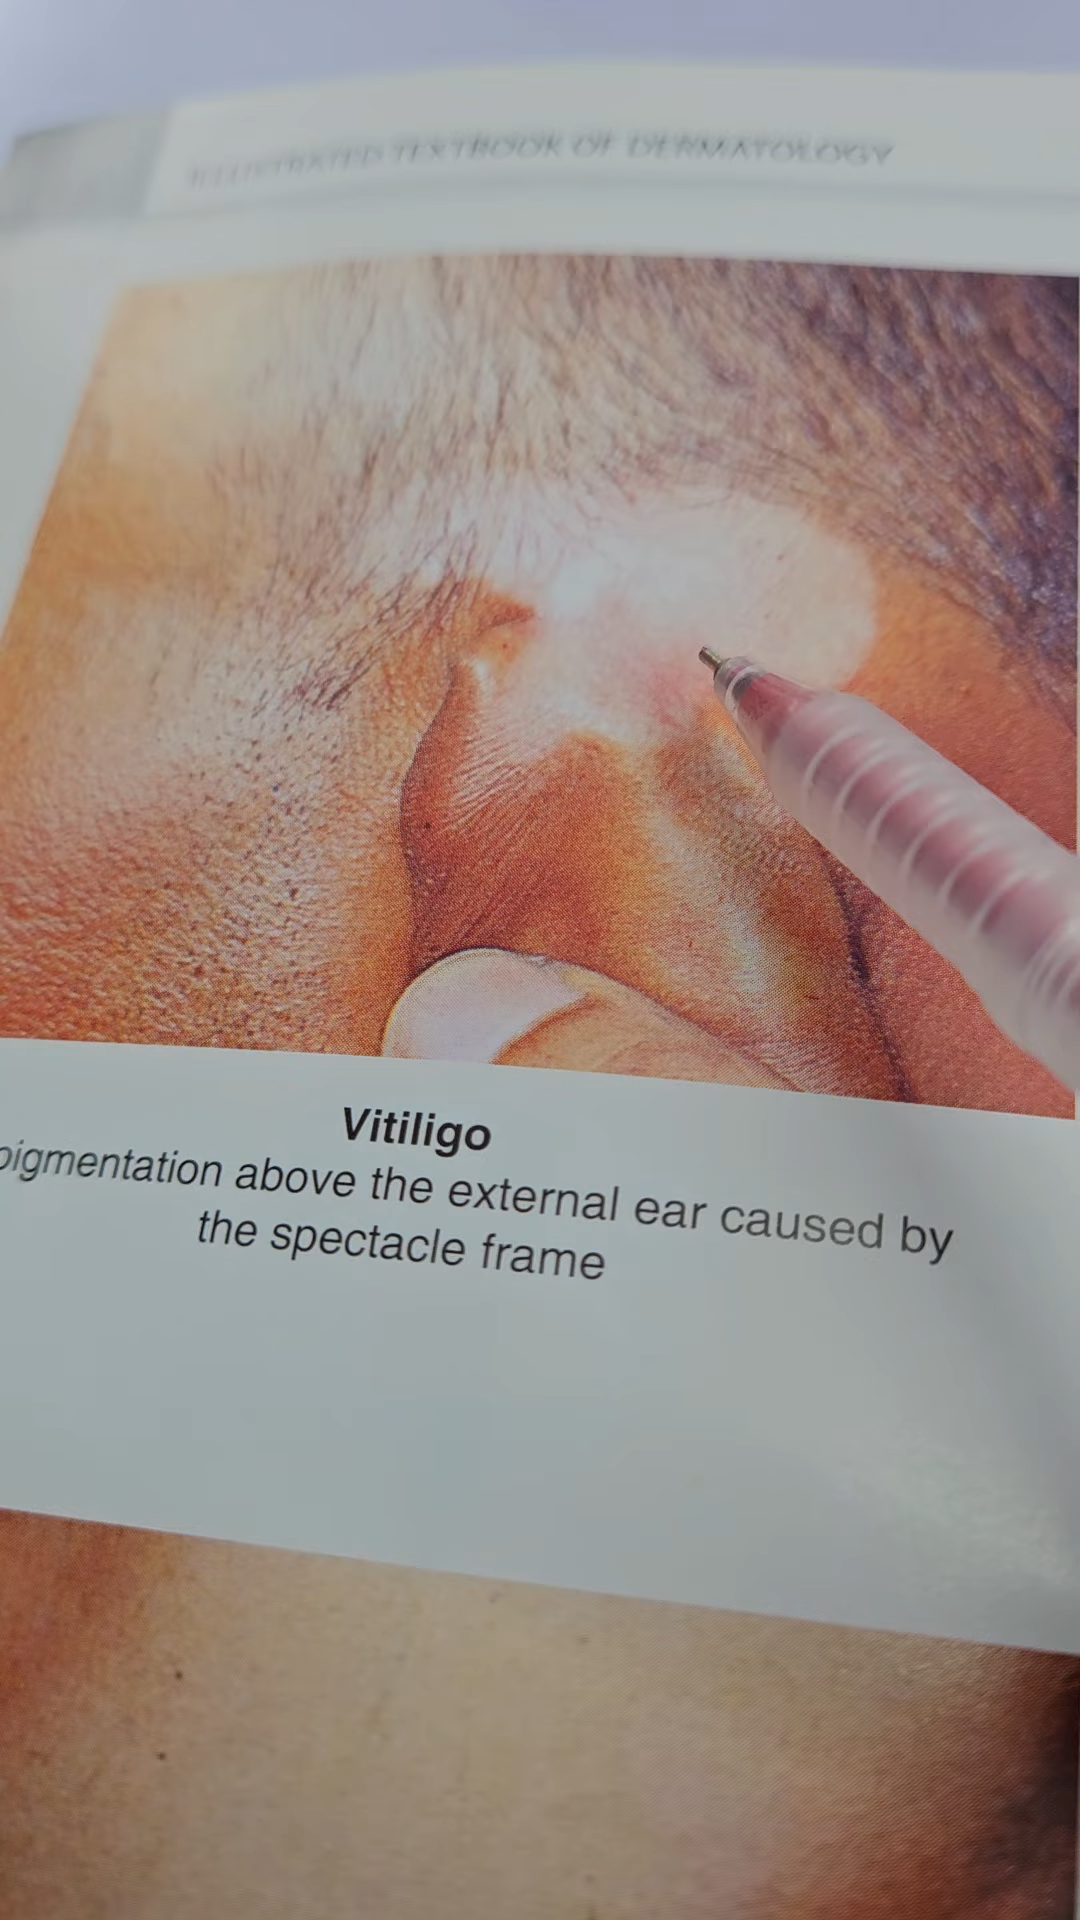 ILLUSTRATED TEXTBOOK OF DERMATOLOGY
Vitiligo
pigmentation above the external ear caused by
the spectacle frame